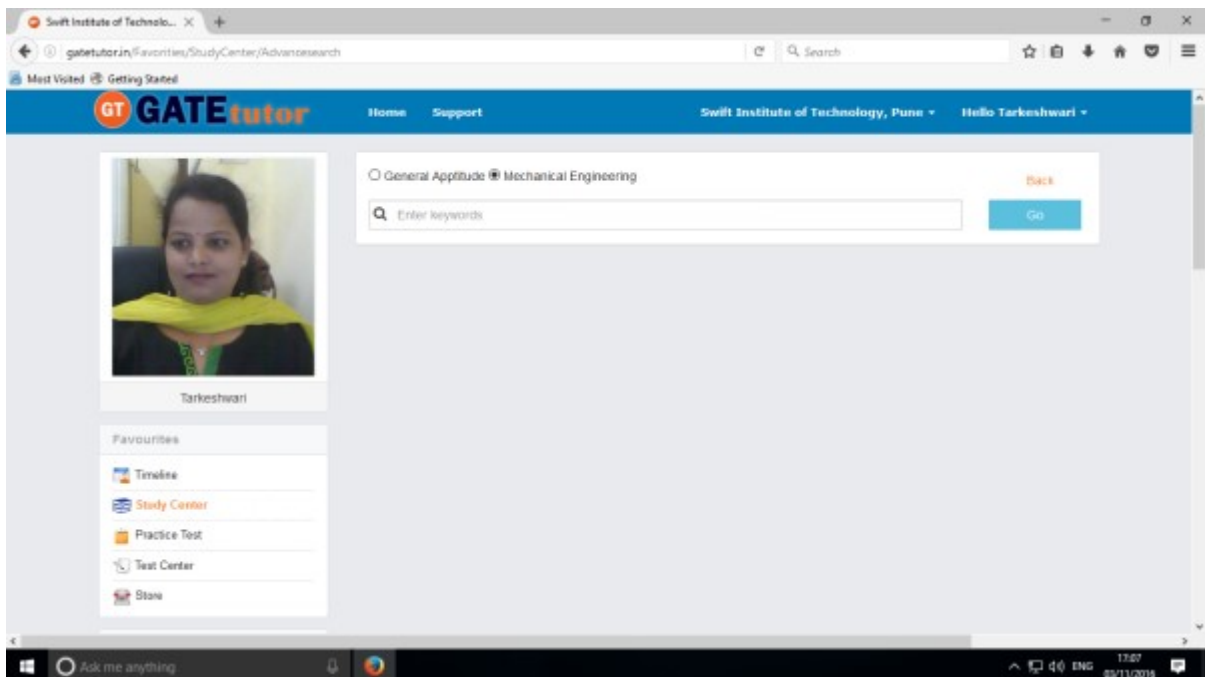 Swift Institute of Technolo...
gatetutor.in/Favorities/StudyCenter/Advancesearch
Search
Most Visited Getting Started
GT GATEtutor Home Support Swift Institute of Technology, Pune Hello Tarkeshwari
General Apptitude Mechanical Engineering
Back
Enter keywords
Go
Tarkeshwari
Favourites
Timeline
Study Center
Practice Test
Test Center
Store
Ask me anything
ENG
17:07
03/11/2016